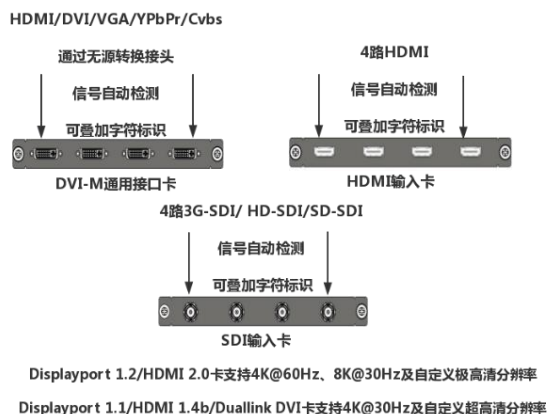 HDMI/DVI/VGA/YPbPr/Cvbs
通过无源转换接头
信号自动检测
可叠加字符标识
DVI-M通用接口卡
4路HDMI
信号自动检测
可叠加字符标识
HDMI输入卡
4路3G-SDI/ HD-SDI/SD-SDI
信号自动检测
可叠加字符标识
SDI输入卡
Displayport 1.2/HDMI 2.0卡支持4K@60Hz、8K@30Hz及自定义极高清分辨率
Displayport 1.1/HDMI 1.4b/Duallink DVI卡支持4K@30Hz及自定义超高清分辨率